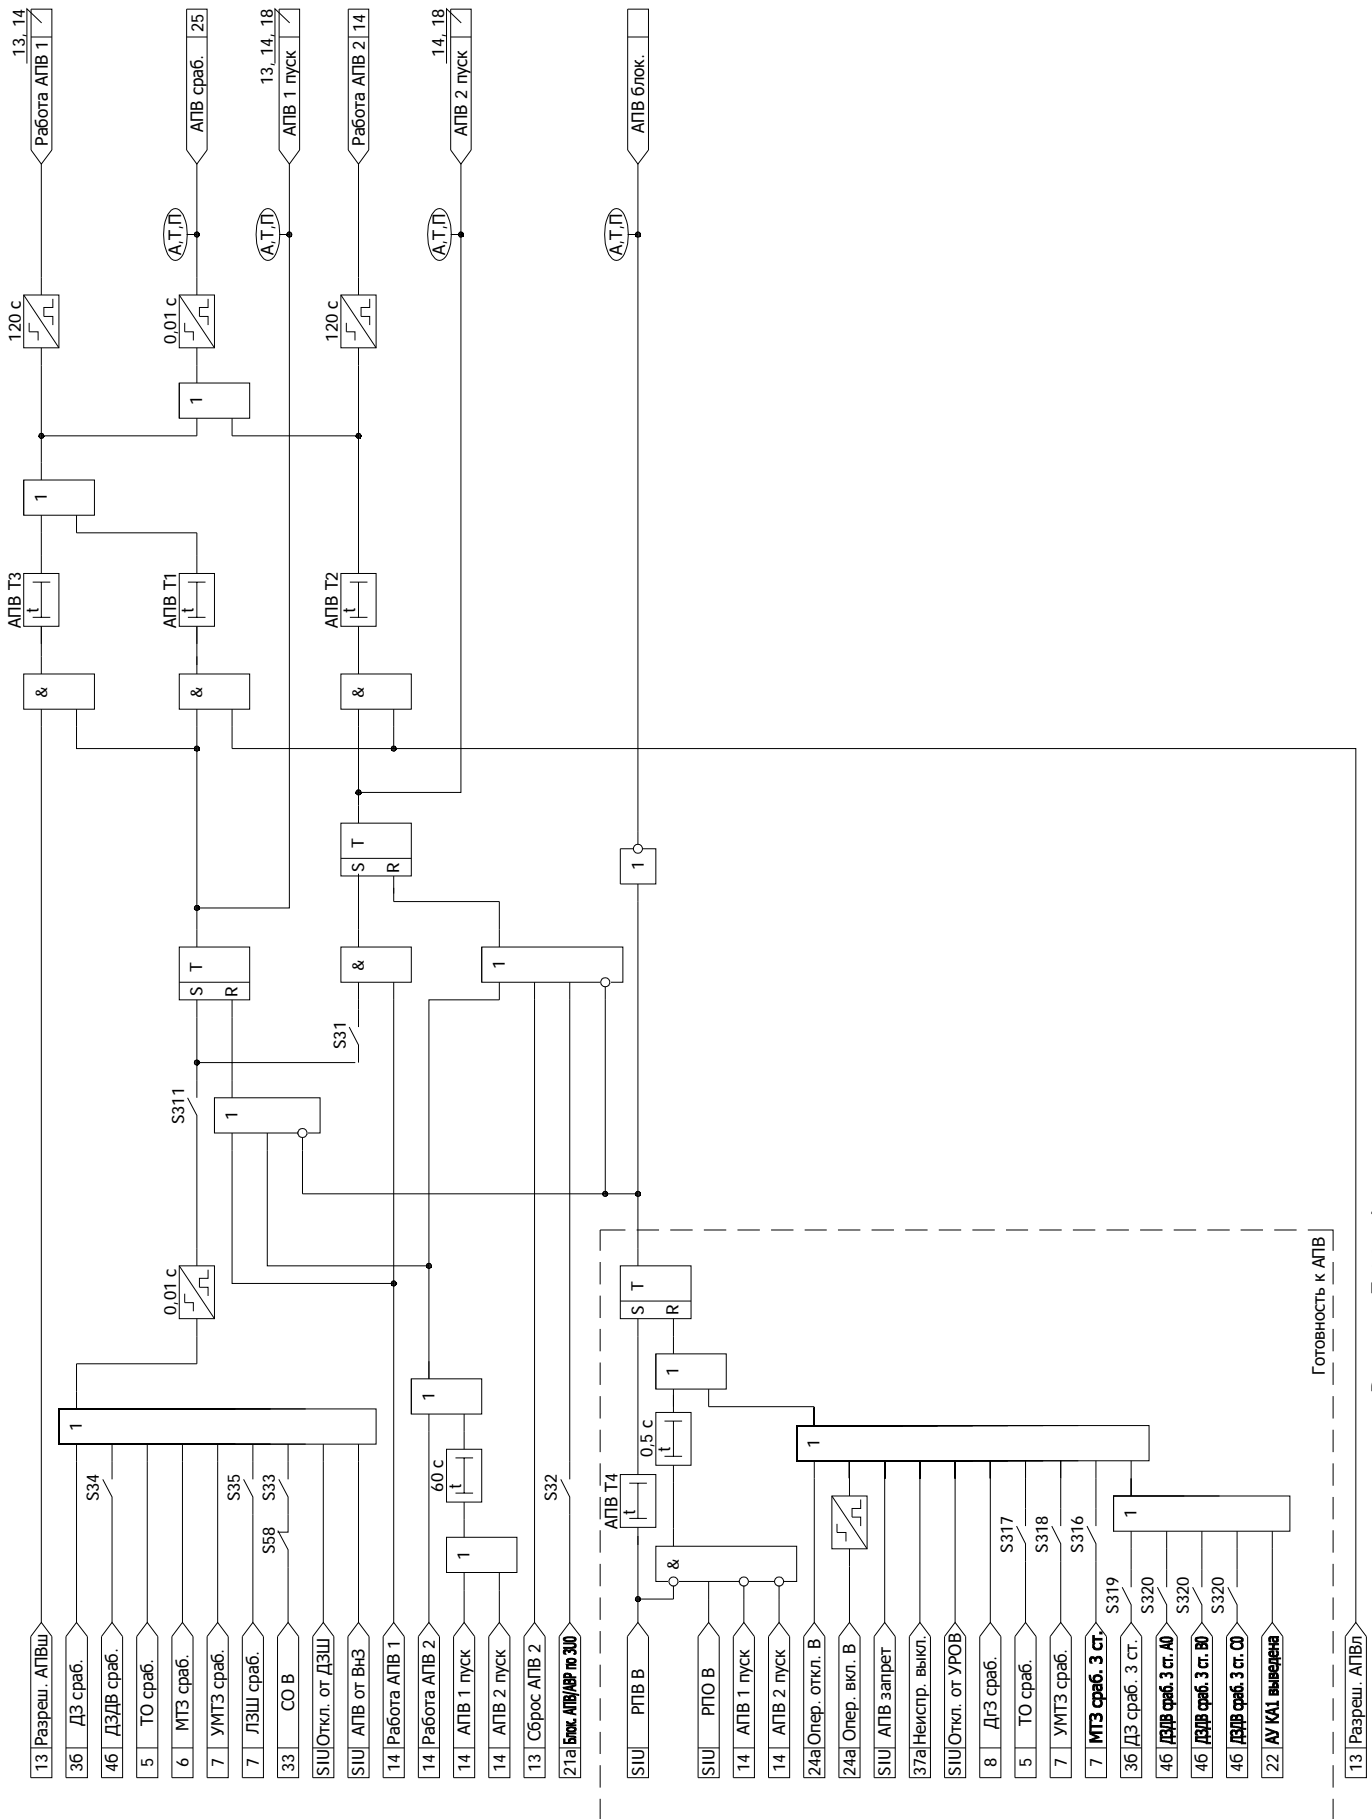 13, 14
Работа АПВ 1
АПВ сраб. 25
13, 14, 18
АПВ 1 пуск
Работа АПВ 2 14
14, 18
АПВ 2 пуск
АПВ блок.
А,Т,П
А,Т,П
А,Т,П
А,Т,П
120 с
0,01 с
120 с
1
1
АПВ Т3
t
АПВ Т1
t
АПВ Т2
t
&
&
&
S T
R
1
S T
R
&
1
S31
S311
1
0,01 с
S T
R
Готовность к АПВ
1
1
1
0,5 с
t
60 с
t
АПВ Т4
t
1
S34
S35
S33
S58
S32
1
&
1
S317
S318
S316
S319
S320
S320
S320
13 Разреш. АПВш
3б ДЗ сраб.
4б ДЗДВ сраб.
5 ТО сраб.
6 МТЗ сраб.
7 УМТЗ сраб.
7 ЛЗШ сраб.
33 СО В
SIU Откл. от ДЗШ
SIU АПВ от ВнЗ
14 Работа АПВ 1
14 Работа АПВ 2
14 АПВ 1 пуск
14 АПВ 2 пуск
13 Сброс АПВ 2
21а Блок. АПВ/АВР по 3U0
SIU РПВ В
SIU РПО В
14 АПВ 1 пуск
14 АПВ 2 пуск
24а Опер. откл. В
24а Опер. вкл. В
SIU АПВ запрет
37а Неиспр. выкл.
SIU Откл. от УРОВ
8 ДгЗ сраб.
5 ТО сраб.
7 УМТЗ сраб.
7 МТЗ сраб. 3 ст.
3б ДЗ сраб. 3 ст.
4б ДЗДВ сраб. 3 ст. А0
4б ДЗДВ сраб. 3 ст. В0
4б ДЗДВ сраб. 3 ст. С0
22 АУ КА1 выведена
13 Разреш. АПВл